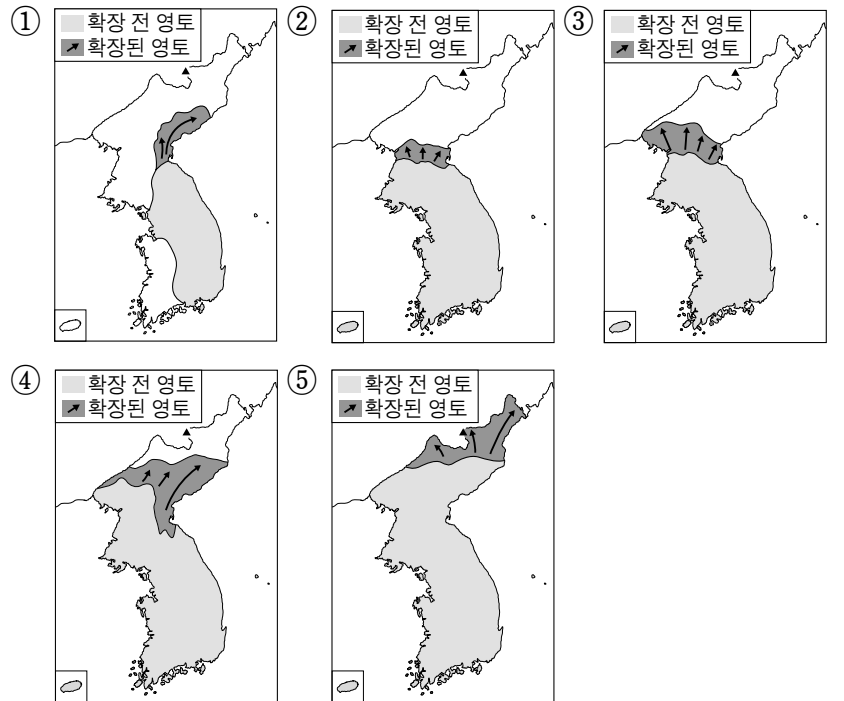 ① 확장 전 영토
확장된 영토
② 확장 전 영토
확장된 영토
③ 확장 전 영토
확장된 영토
④ 확장 전 영토
확장된 영토
⑤ 확장 전 영토
확장된 영토